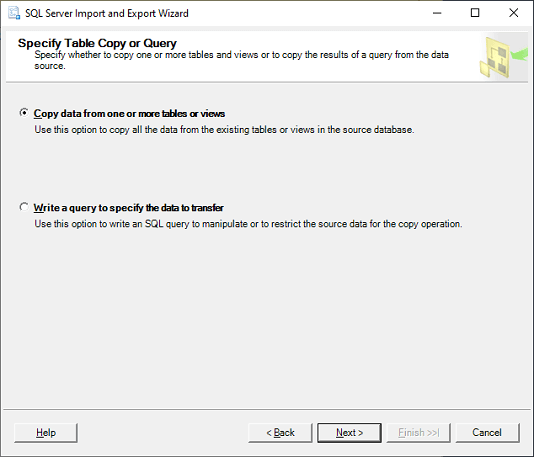 SQL Server Import and Export Wizard
Specify Table Copy or Query
Specify whether to copy one or more tables and views or to copy the results of a query from the data
source.
Copy data from one or more tables or views
Use this option to copy all the data from the existing tables or views in the source database.
Write a query to specify the data to transfer
Use this option to write an SQL query to manipulate or to restrict the source data for the copy operation.
Help
< Back
Next >
Finish >>|
Cancel